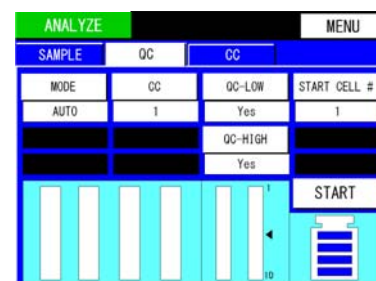 ANALYZE MENU
SAMPLE QC CC
MODE CC QC-LOW START CELL #
AUTO 1 Yes 1
QC-HIGH
Yes
1 START
10